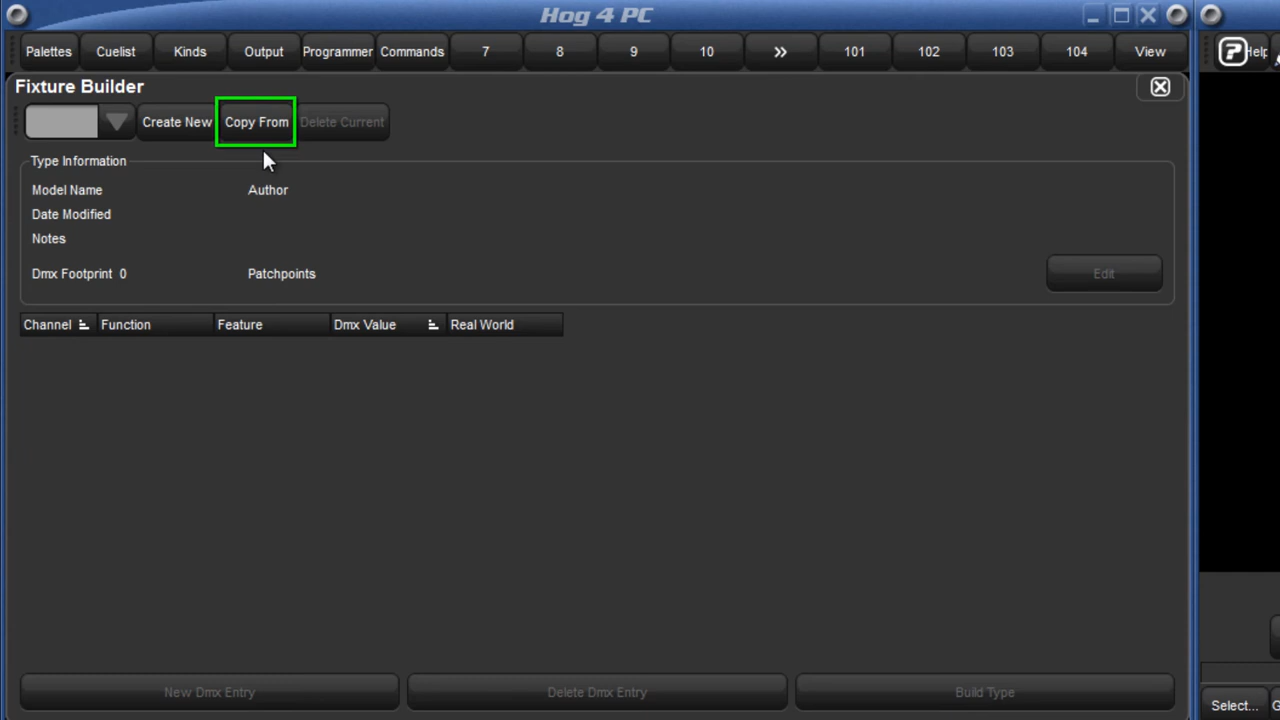 Hog 4 PC
Palettes Cuelist Kinds Output Programmer Commands 7 8 9 10 » 101 102 103 104 View Help
Fixture Builder
Create New Copy From Delete Current
Type Information
Model Name Author
Date Modified
Notes
Dmx Footprint 0 Patchpoints
Edit
Channel Function Feature Dmx Value Real World
New Dmx Entry Delete Dmx Entry Build Type
Select...